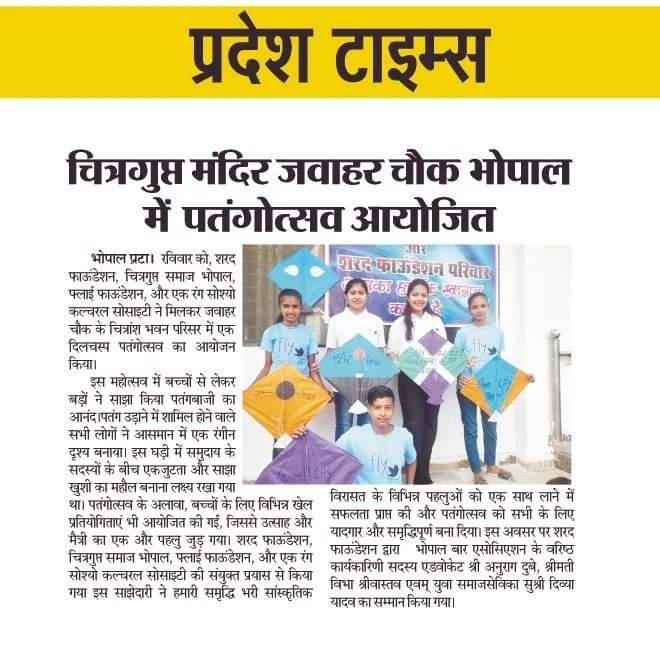 प्रदेश टाइम्स
चित्रगुप्त मंदिर जवाहर चौक भोपाल
में पतंगोत्सव आयोजित
भोपाल प्रटा। रविवार को, शरद
फाऊंडेशन, चित्रगुप्त समाज भोपाल,
फ्लाई फाऊंडेशन, और एक रंग सोश्यो
कल्चरल सोसाइटी ने मिलकर जवाहर
चौक के चित्रांश भवन परिसर में एक
दिलचस्प पतंगोत्सव का आयोजन
किया।
इस महोत्सव में बच्चों से लेकर
बड़ों ने साझा किया पतंगबाजी का
आनंद।पतंग उड़ाने में शामिल होने वाले
सभी लोगों ने आसमान में एक रंगीन
दृश्य बनाया। इस घड़ी में समुदाय के
सदस्यों के बीच एकजुटता और साझा
खुशी का महौल बनाना लक्ष्य रखा गया
था। पतंगोत्सव के अलावा, बच्चों के लिए विभिन्न खेल
प्रतियोगिताएं भी आयोजित की गईं, जिससे उत्साह और
मैत्री का एक और पहलु जुड़ गया। शरद फाऊंडेशन,
चित्रगुप्त समाज भोपाल, फ्लाई फाऊंडेशन, और एक रंग
सोश्यो कल्चरल सोसाइटी की संयुक्त प्रयास से किया
गया इस साझेदारी ने हमारी समृद्धि भरी सांस्कृतिक
और
शरद फाऊंडेशन परिवार
fly
fly
fly
विरासत के विभिन्न पहलुओं को एक साथ लाने में
सफलता प्राप्त की और पतंगोत्सव को सभी के लिए
यादगार और समृद्धिपूर्ण बना दिया। इस अवसर पर शरद
फाऊंडेशन द्वारा भोपाल बार एसोसिएशन के वरिष्ठ
कार्यकारिणी सदस्य एडवोकेट श्री अनुराग दुबे, श्रीमती
विभा श्रीवास्तव एवम् युवा समाजसेविका सुश्री दिव्या
यादव का सम्मान किया गया।